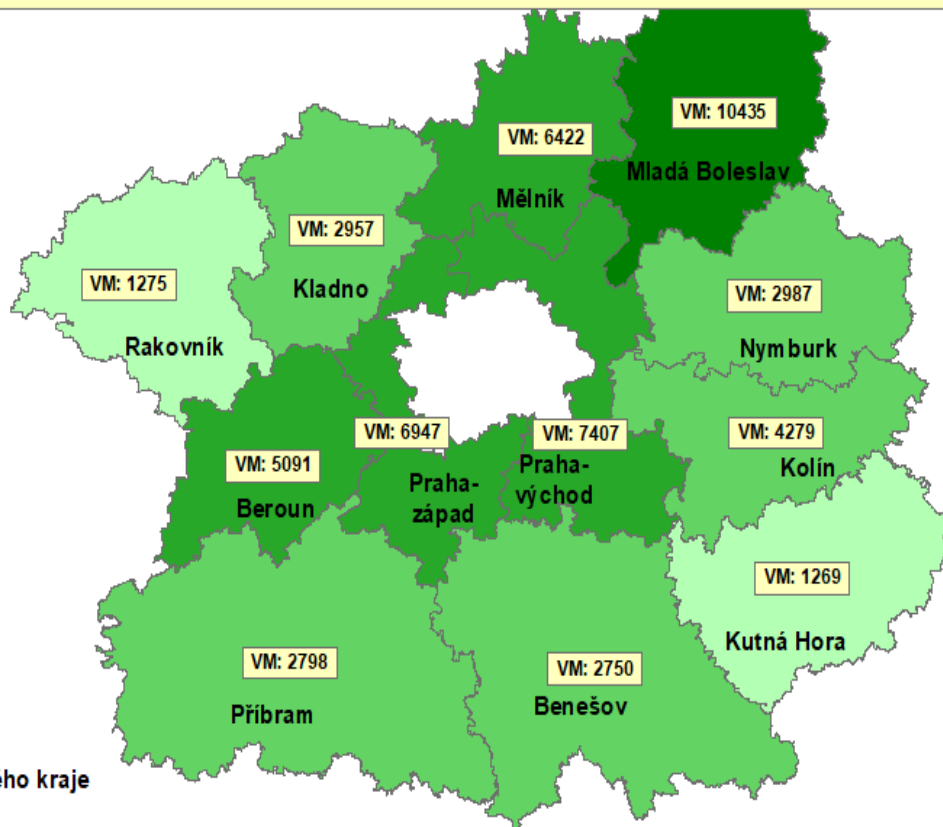 VM: 10435
Mladá Boleslav
VM: 6422
Mělník
VM: 2957
Kladno
VM: 1275
Rakovník
VM: 2987
Nymburk
VM: 6947
Praha-
západ
VM: 7407
Praha-
východ
VM: 4279
Kolín
VM: 5091
Beroun
VM: 1269
Kutná Hora
VM: 2798
Příbram
VM: 2750
Benešov
ého kraje